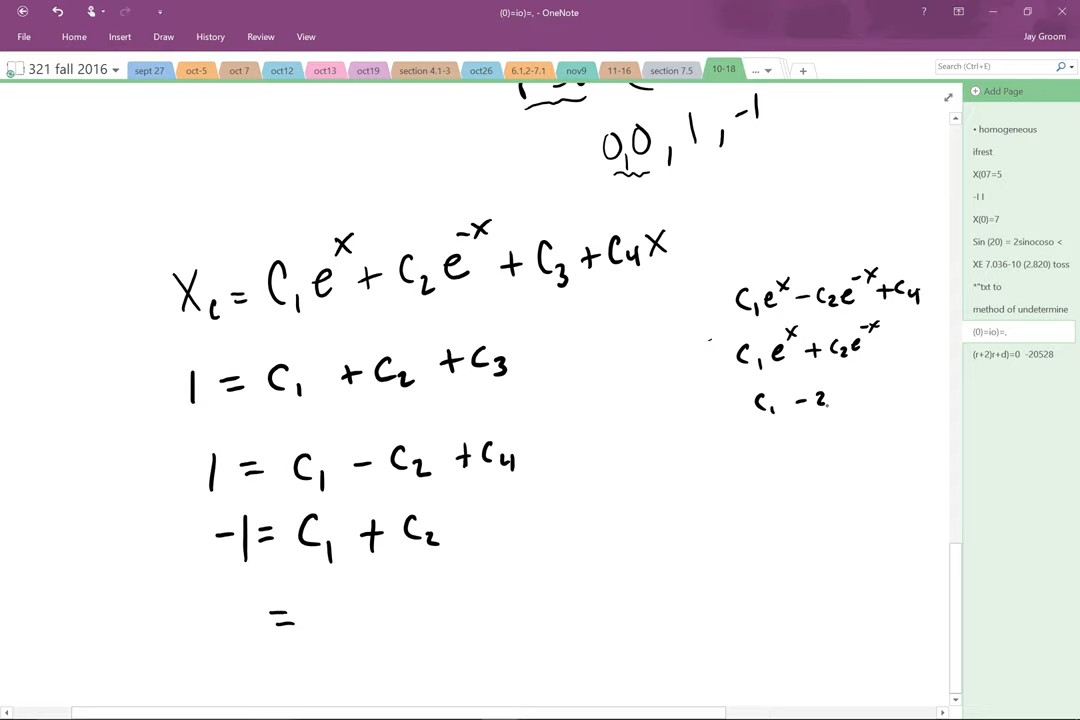 (0)=io)=, - OneNote
File Home Insert Draw History Review View Jay Groom
321 fall 2016 sept 27 oct-5 oct 7 oct12 oct13 oct19 section 4.1-3 oct26 6.1,2-7.1 nov9 11-16 section 7.5 10-18 ... Search (Ctrl+E)
Add Page
• homogeneous
ifrest
X(07=5
-I I
X(0)=7
Sin (20) = 2sinocoso <
XE 7.036-10 (2.820) toss
*"txt to
method of undetermine
(0)=io)=,
(r+2)r+d)=0 -20528
0,0, 1, -1
X_c = C_1 e^x + C_2 e^{-x} + C_3 + C_4 x
1 = C_1 + C_2 + C_3
1 = C_1 - C_2 + C_4
-1 = C_1 + C_2
=
C_1 e^x - C_2 e^{-x} + C_4
C_1 e^x + C_2 e^{-x}
C_1 - 2